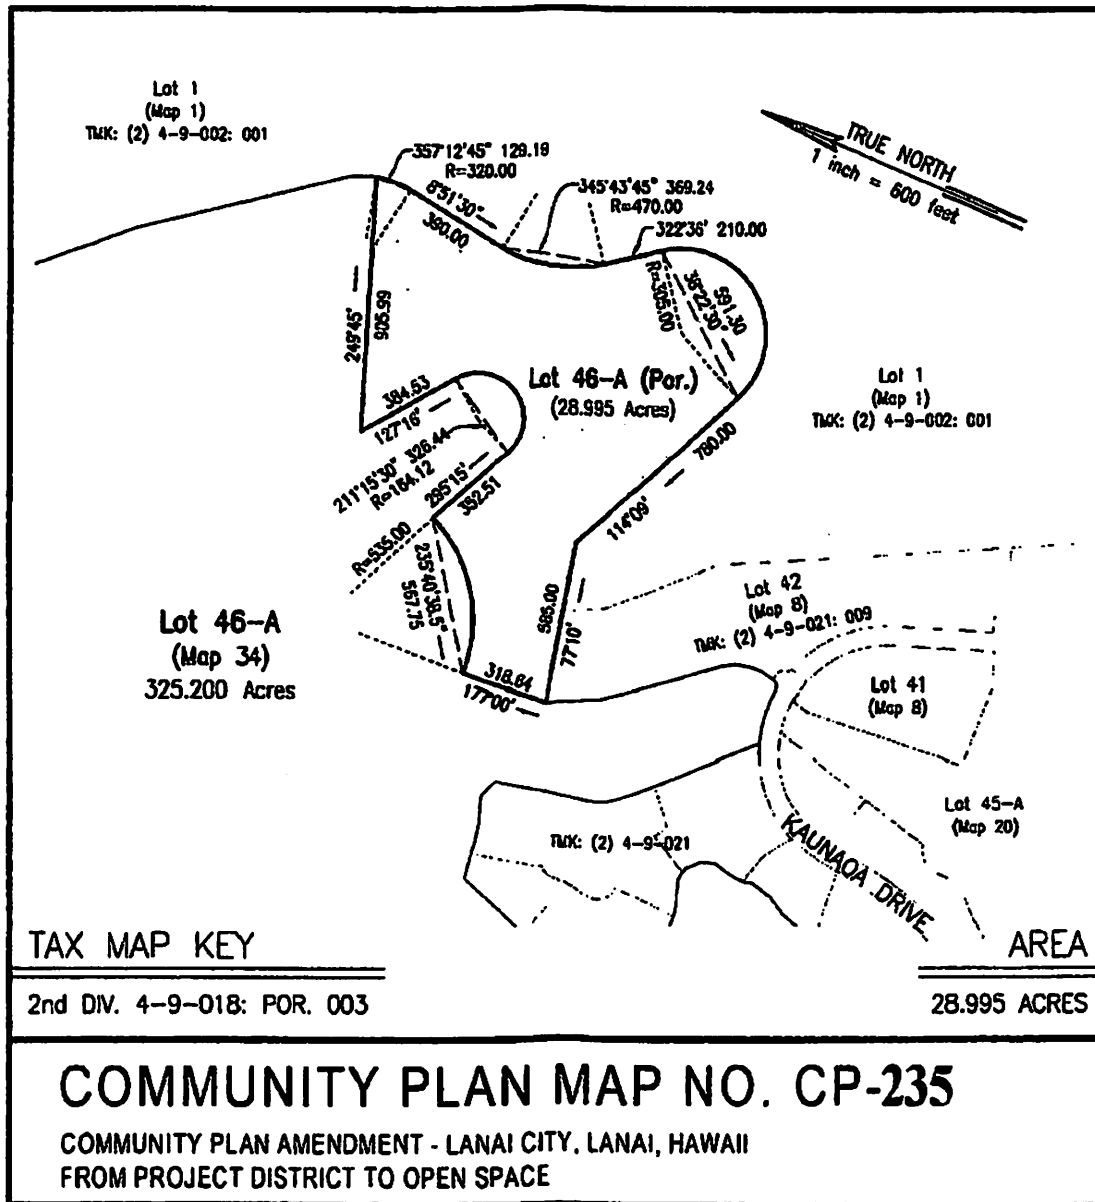 Lot 1
(Map 1)
TMK: (2) 4-9-002: 001
357°12'45" 129.19
R=320.00
8°51'30"
390.00
345°43'45" 369.24
R=470.00
322°36' 210.00
TRUE NORTH
1 inch = 600 feet
249°45'
905.99
591.30
38°22'30"
R=305.00
384.53
127°16'
Lot 46-A (Por.)
(28.995 Acres)
Lot 1
(Map 1)
TMK: (2) 4-9-002: 001
211°15'30" 326.44
R=164.12
295°15'
352.51
780.00
114°09'
R=535.00
235°40'38.5"
567.75
585.00
77°10'
Lot 42
(Map 8)
TMK: (2) 4-9-021: 009
Lot 46-A
(Map 34)
325.200 Acres
318.64
177°00'
Lot 41
(Map 8)
Lot 45-A
(Map 20)
TMK: (2) 4-9-021
KAUNAOA DRIVE
TAX MAP KEY
AREA
2nd DIV. 4-9-018: POR. 003
28.995 ACRES
COMMUNITY PLAN MAP NO. CP-235
COMMUNITY PLAN AMENDMENT - LANAI CITY, LANAI, HAWAII
FROM PROJECT DISTRICT TO OPEN SPACE